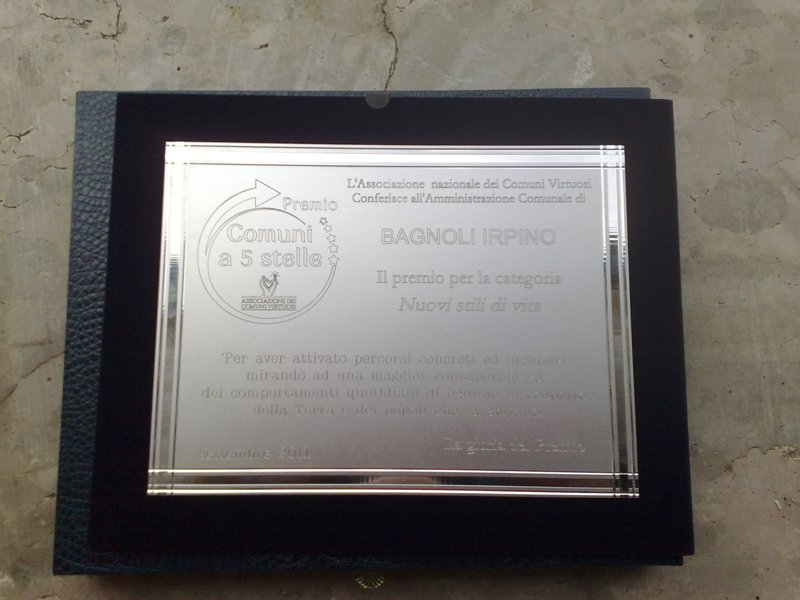 Premio
Comuni
a 5 stelle
ASSOCIAZIONE DEI
COMUNI VIRTUOSI
L'Associazione nazionale dei Comuni Virtuosi
Conferisce all'Amministrazione Comunale di
BAGNOLI IRPINO
Il premio per la categoria
Nuovi stili di vita
"Per aver attivato percorsi concreti ed inclusivi,
mirando ad una maggior consapevolezza
dei comportamenti quotidiani di ognuno al cospetto
della Terra e dei popoli che la abitano"
settembre 2011
La giuria del Premio